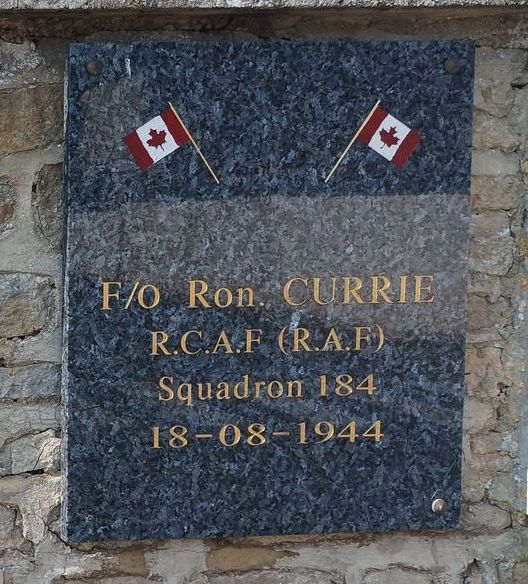 F/O Ron. CURRIE
R.C.A.F (R.A.F)
Squadron 184
18-08-1944